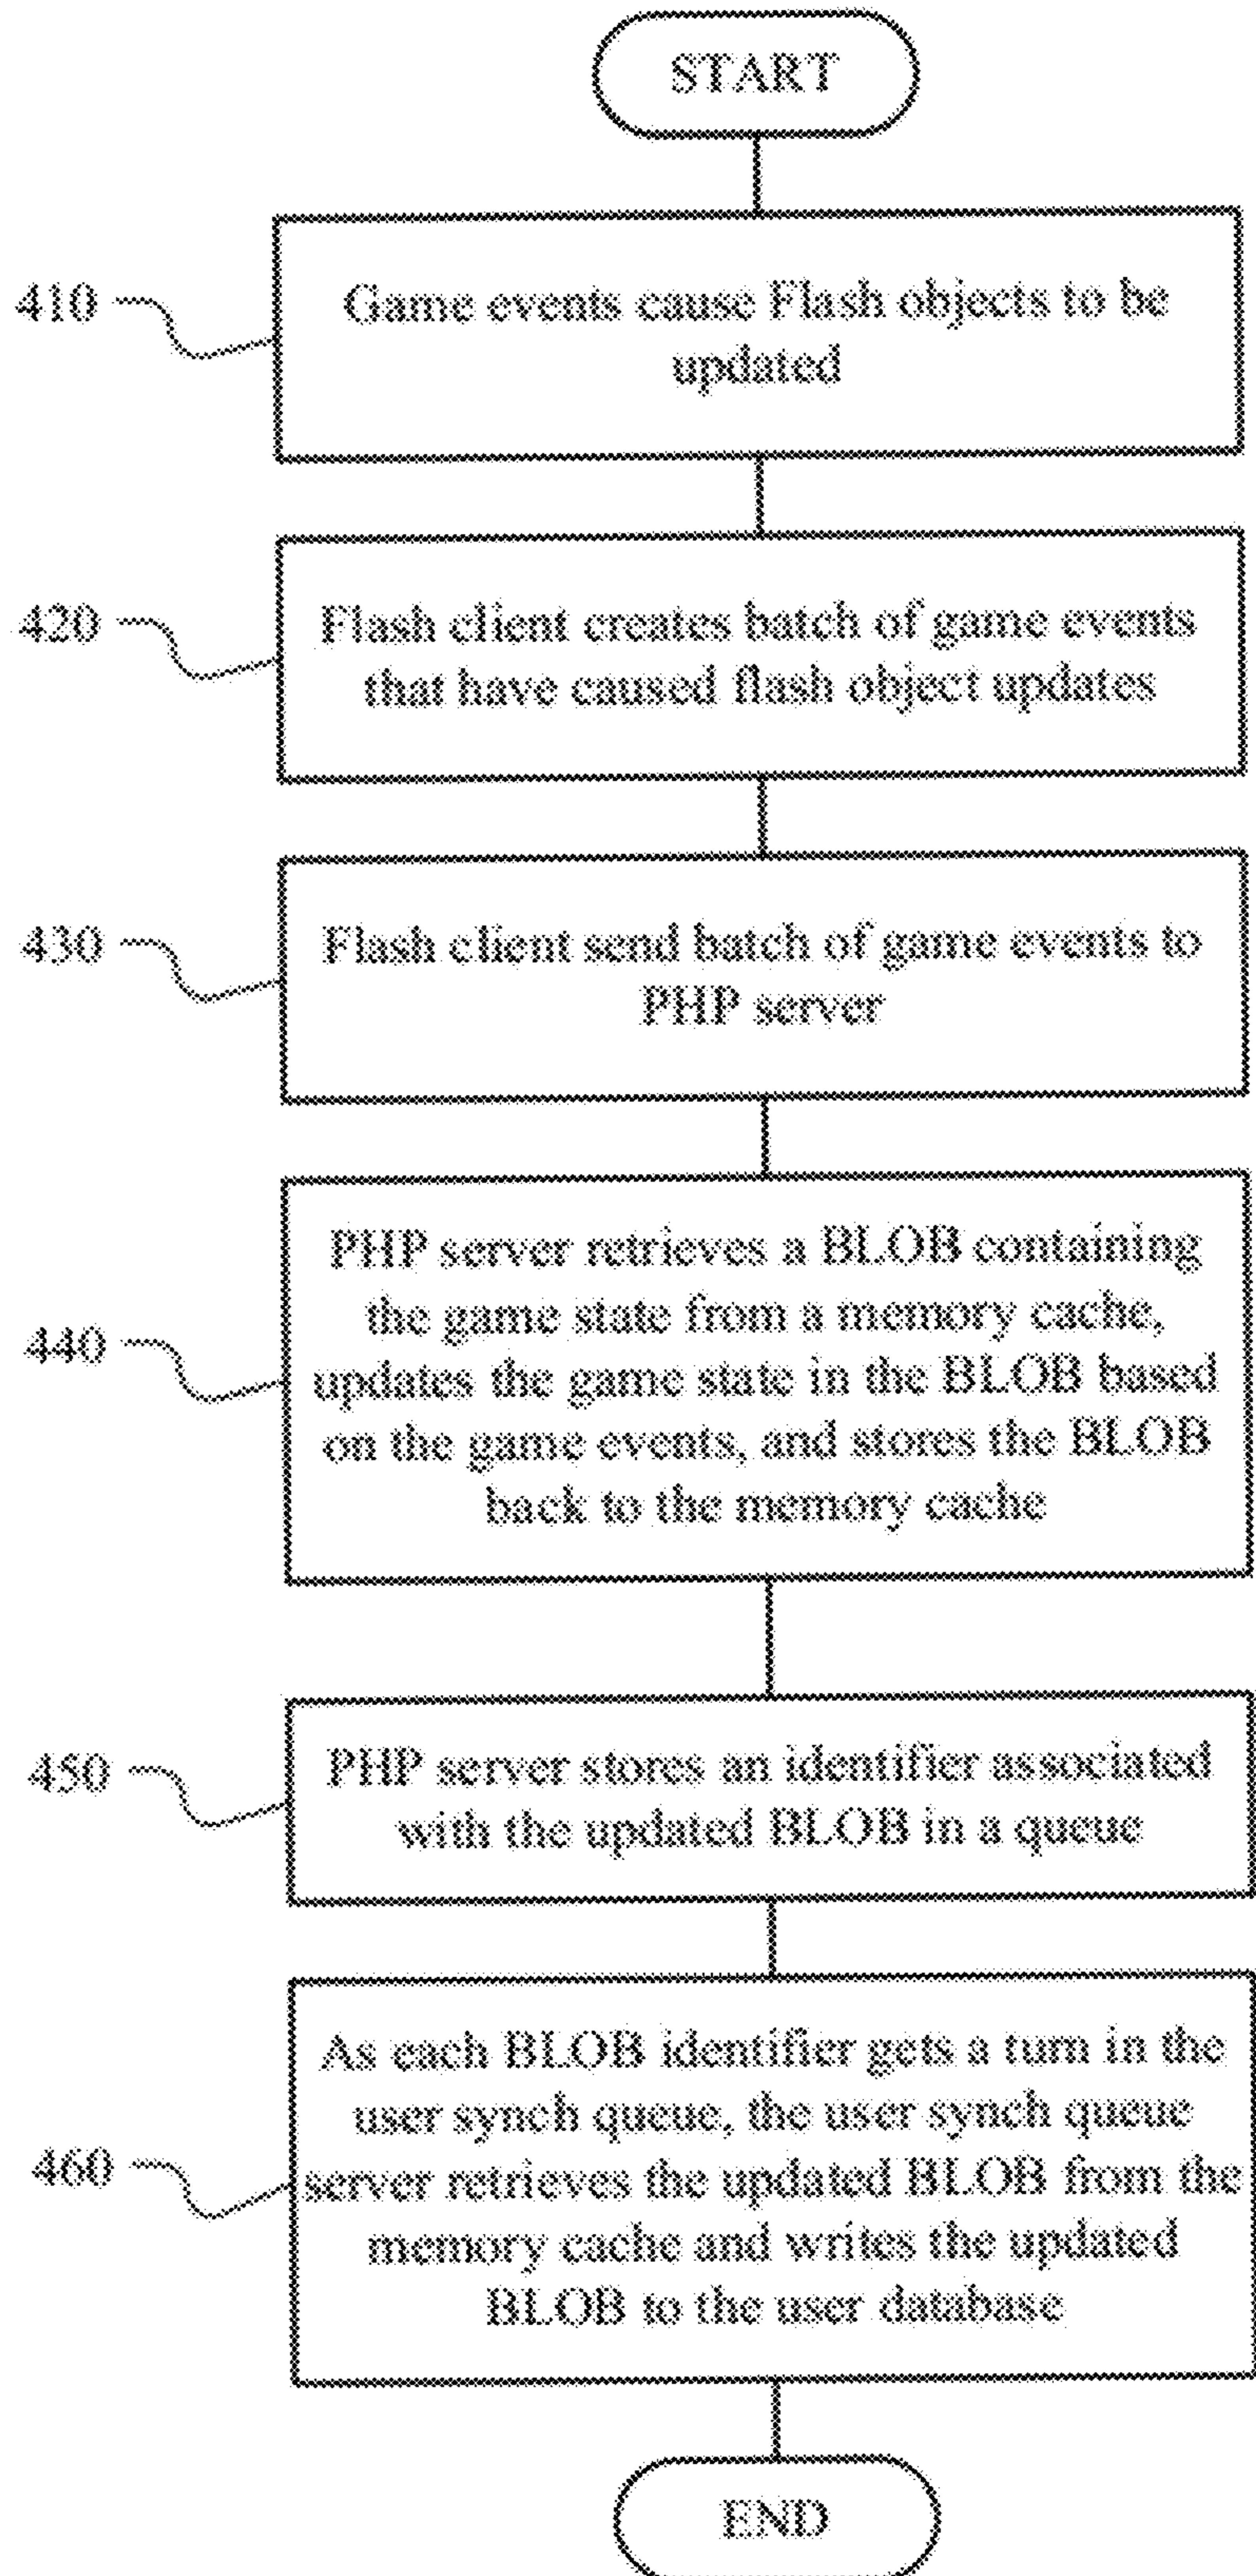 START
410
Game events cause Flash objects to be
updated
420
Flash client creates batch of game events
that have caused flash object updates
430
Flash client send batch of game events to
PHP server
440
PHP server retrieves a BLOB containing
the game state from a memory cache,
updates the game state in the BLOB based
on the game events, and stores the BLOB
back to the memory cache
450
PHP server stores an identifier associated
with the updated BLOB in a queue
460
As each BLOB identifier gets a turn in the
user synch queue, the user synch queue
server retrieves the updated BLOB from the
memory cache and writes the updated
BLOB to the user database
END